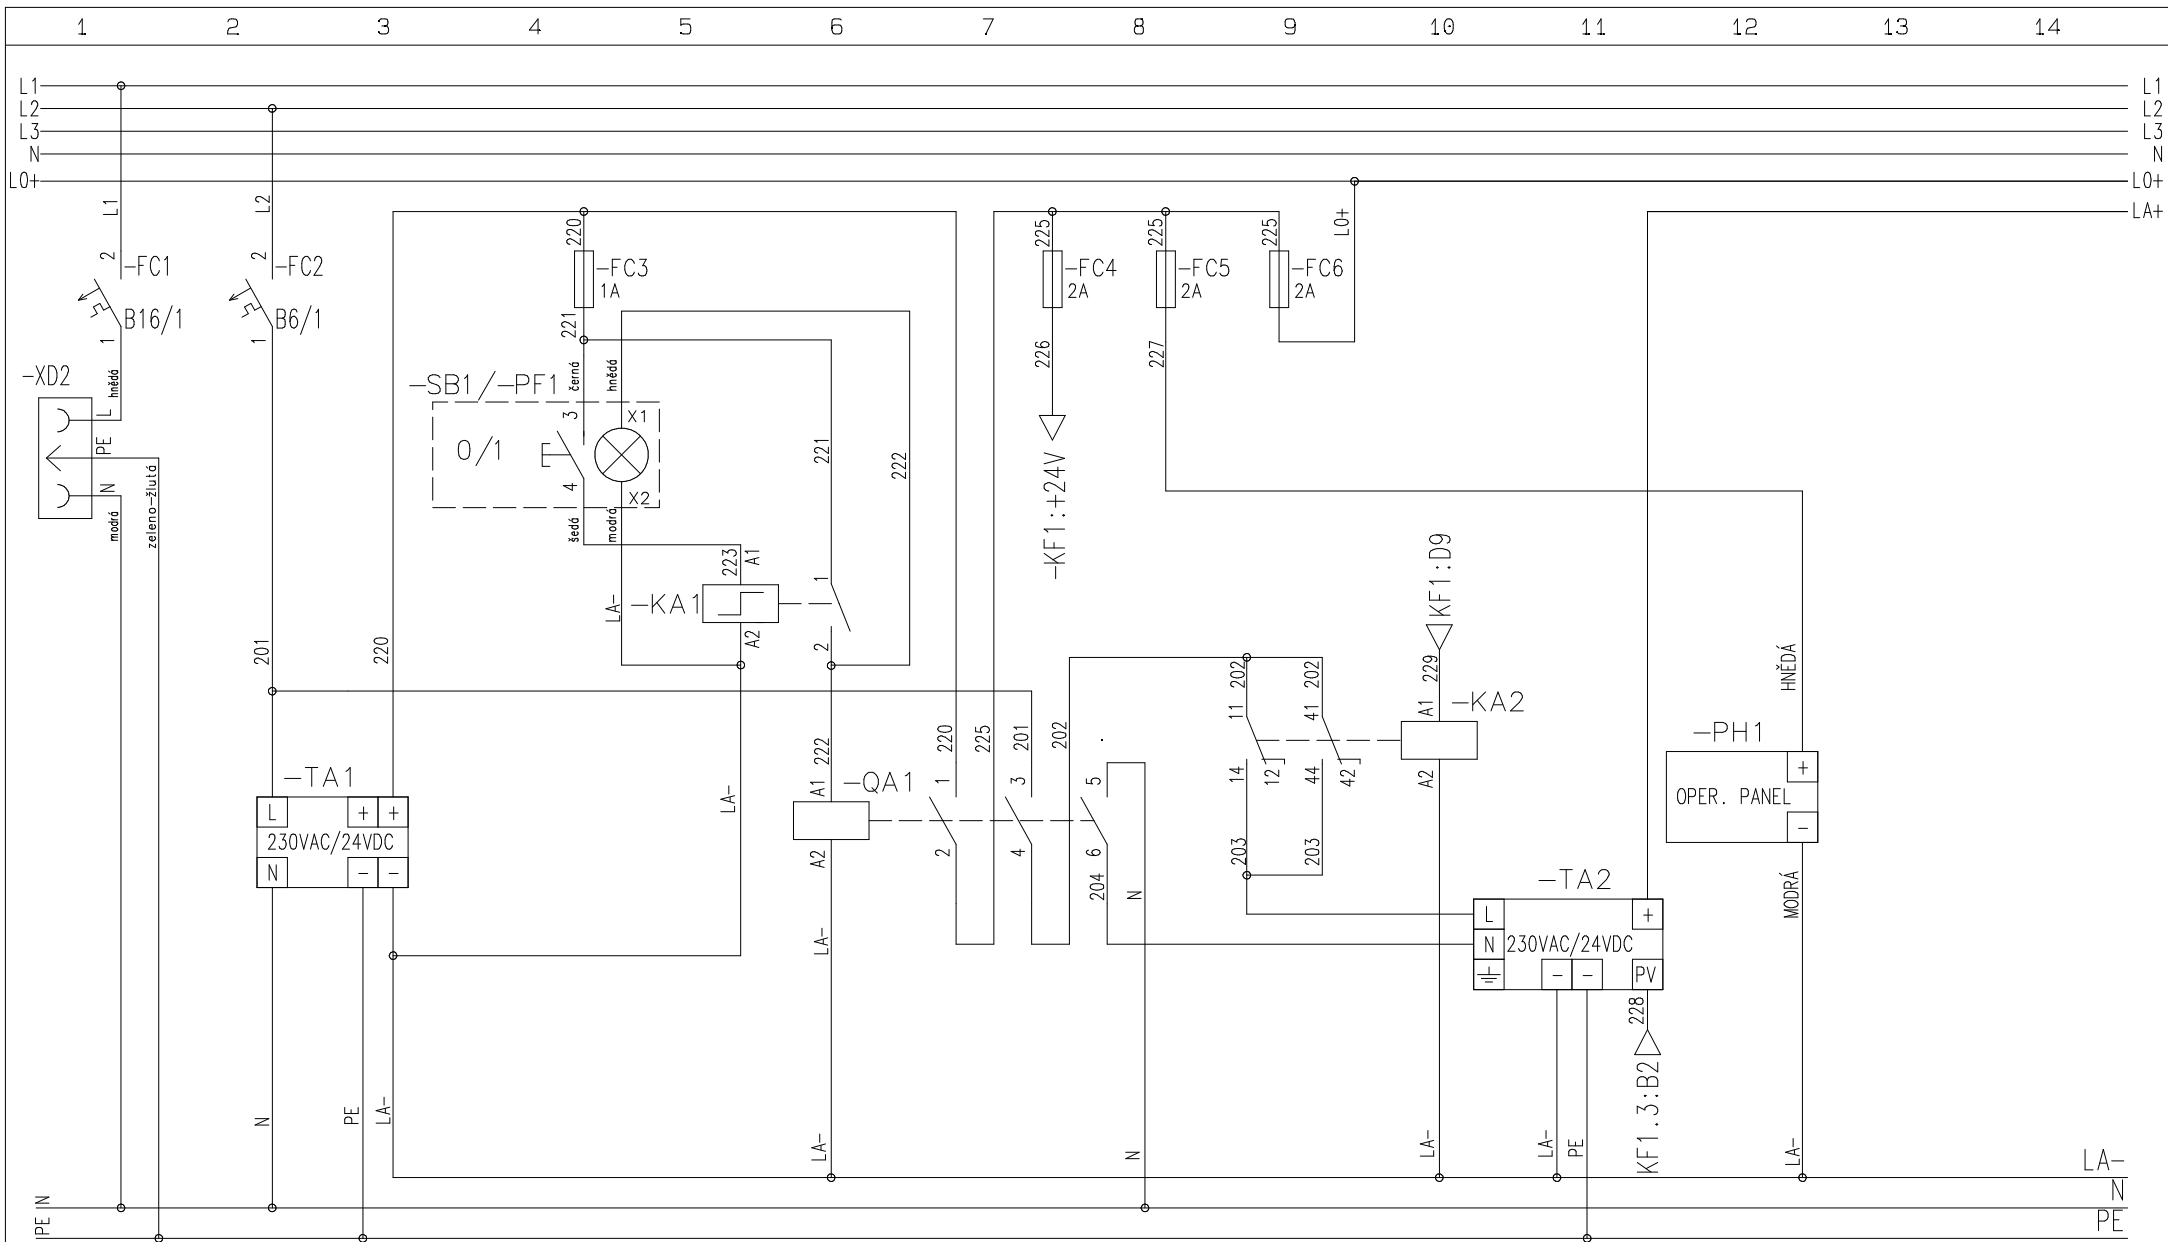 1 2 3 4 5 6 7 8 9 10 11 12 13 14
L1 L1
L2 L2
L3 L3
N N
L0+ L0+
LA+
L1
L2
220
225
225
225
L0+
2
-FC1
B16/1
1
2
-FC2
B6/1
1
-FC3
1A
221
-FC4
2A
226
-FC5
2A
227
-FC6
2A
-XD2
hnědá
L
PE
N
modrá
zeleno-žlutá
-SB1/-PF1
černá
hnědá
0/1
3
4
X1
X2
šedá
modrá
221
222
-KF1:+24V
KF1:D9
223
A1
-KA1
A2
LA-
1
2
201
220
202
202
229
HNĚDÁ
11
41
A1
-KA2
14
12
44
42
A2
222
220
225
201
202
-TA1
L
+
+
230VAC/24VDC
N
-
-
LA-
A1
-QA1
A2
1
2
3
4
5
6
204
N
203
203
-PH1
+
OPER. PANEL
-
MODRÁ
-TA2
L
+
N
230VAC/24VDC
-
-
PV
228
KF1.3:B2
LA-
N
PE
LA-
LA-
N
LA-
LA-
PE
LA-
LA-
N N
PE PE